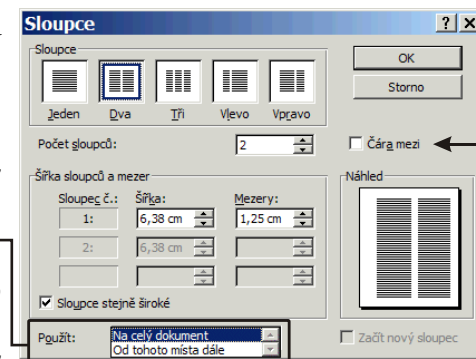 Sloupce
Sloupce
Jeden Dva Tři Vlevo Vpravo
OK
Storno
Počet sloupců: 2
Čára mezi
Šířka sloupců a mezer
Sloupec č.: Šířka: Mezery:
1: 6,38 cm 1,25 cm
2: 6,38 cm
Sloupce stejně široké
Náhled
Použít: Na celý dokument
Od tohoto místa dále
Začít nový sloupec